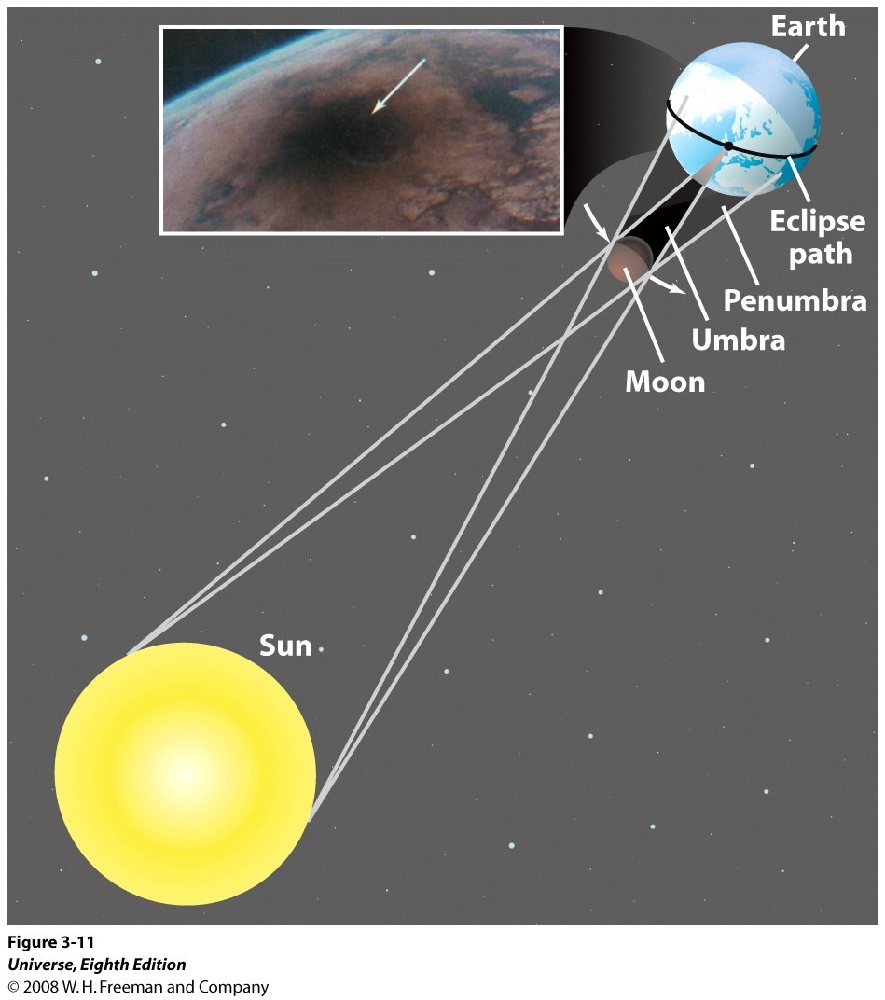 Earth
Eclipse
path
Penumbra
Umbra
Moon
Sun
Figure 3-11
Universe, Eighth Edition
© 2008 W. H. Freeman and Company